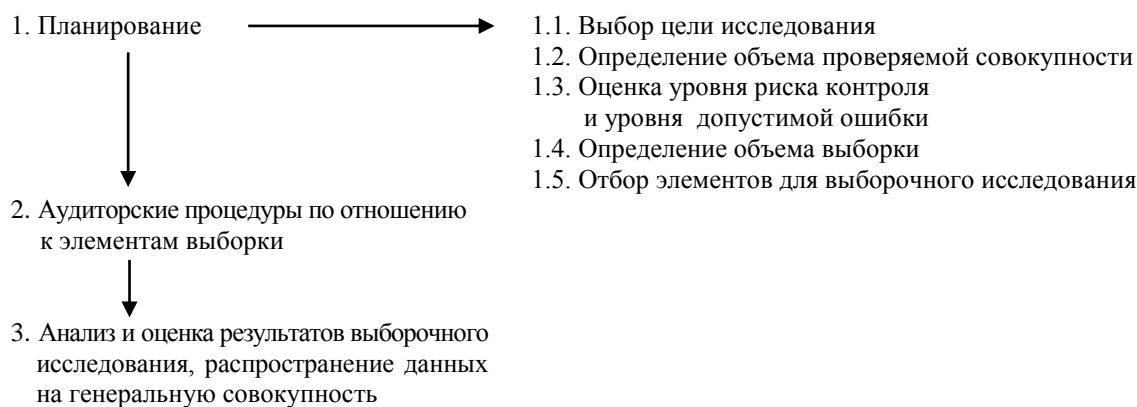 1. Планирование
1.1. Выбор цели исследования
1.2. Определение объема проверяемой совокупности
1.3. Оценка уровня риска контроля
и уровня допустимой ошибки
1.4. Определение объема выборки
1.5. Отбор элементов для выборочного исследования
2. Аудиторские процедуры по отношению
к элементам выборки
3. Анализ и оценка результатов выборочного
исследования, распространение данных
на генеральную совокупность